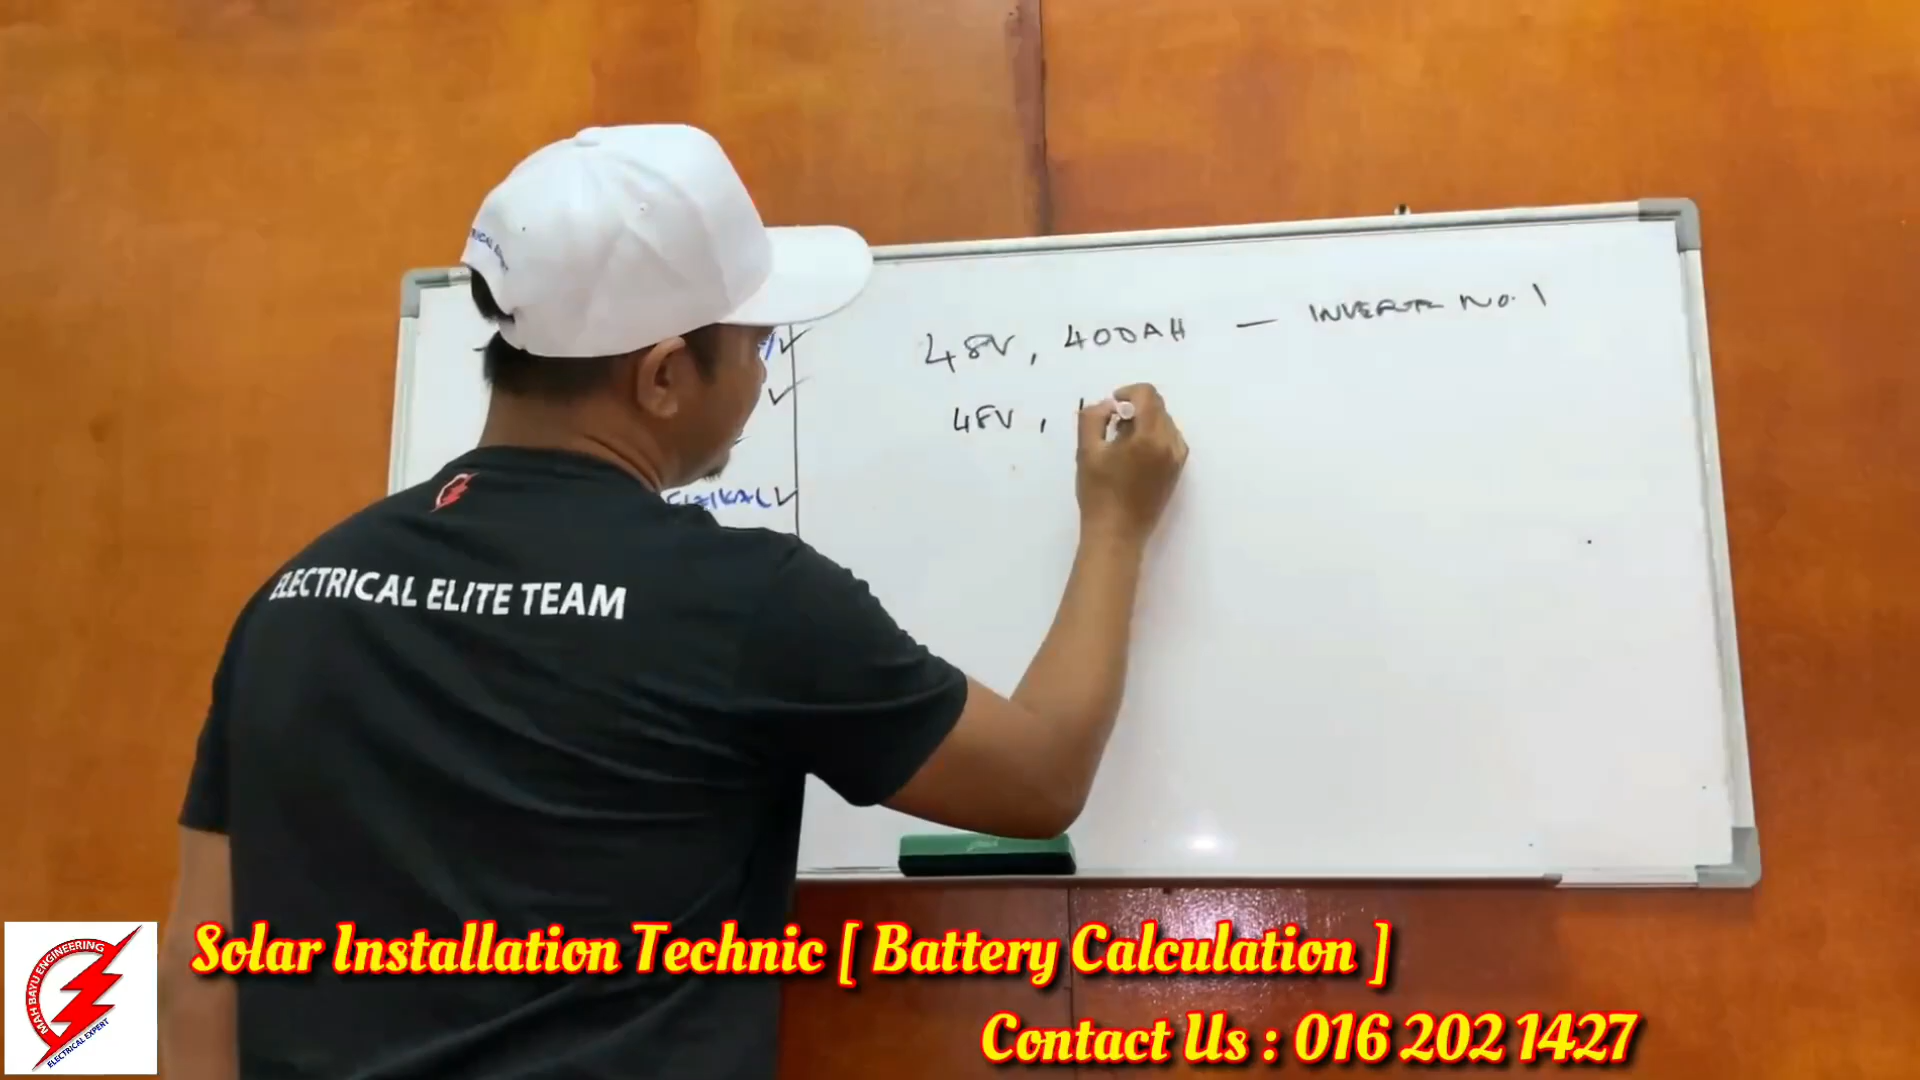 48V, 400AH — INVERTER No. 1
48V,
ELECTRICAL ELITE TEAM
MAH BAYU ENGINEERING
ELECTRICAL EXPERT
Solar Installation Technic [ Battery Calculation ]
Contact Us : 016 202 1427